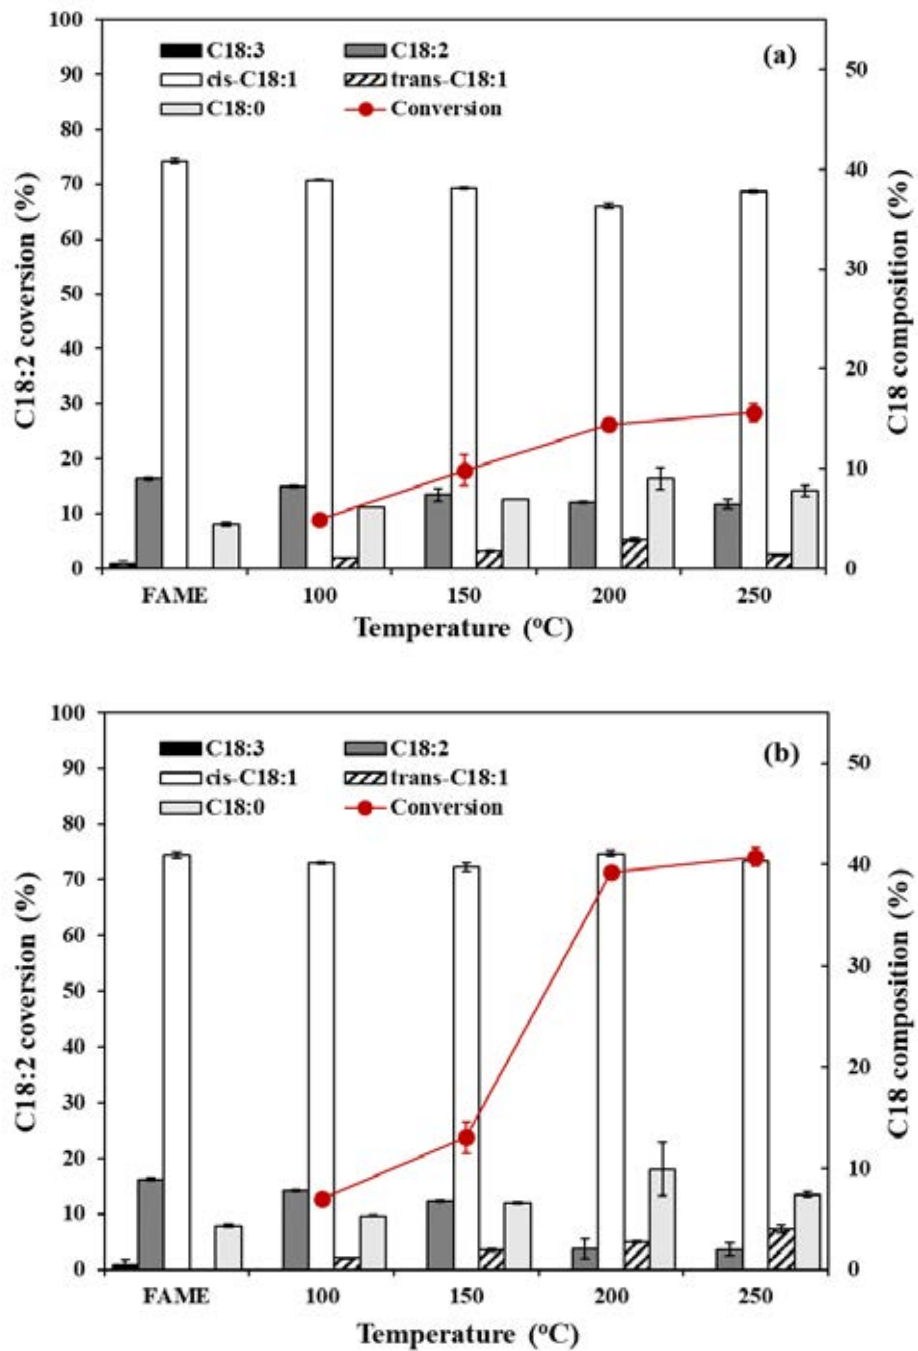 (a)
C18:3 C18:2
cis-C18:1 trans-C18:1
C18:0 Conversion
100
90
80
70
60
50
40
30
20
10
0
C18:2 coversion (%)
50
40
30
20
10
0
C18 composition (%)
FAME 100 150 200 250
Temperature (°C)
(b)
C18:3 C18:2
cis-C18:1 trans-C18:1
C18:0 Conversion
100
90
80
70
60
50
40
30
20
10
0
C18:2 coversion (%)
50
40
30
20
10
0
C18 composition (%)
FAME 100 150 200 250
Temperature (°C)